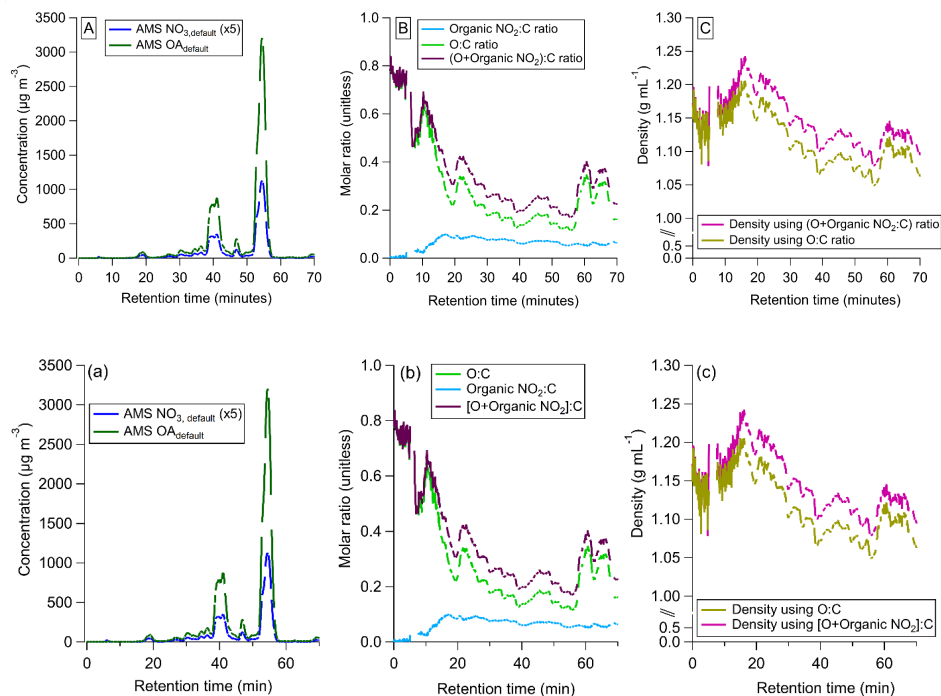 A
AMS NO3,default (x5)
AMS OAdefault
Concentration (µg m-3)
3500
3000
2500
2000
1500
1000
500
0
0 10 20 30 40 50 60 70
Retention time (minutes)
B
Organic NO2:C ratio
O:C ratio
(O+Organic NO2):C ratio
Molar ratio (unitless)
1.0
0.8
0.6
0.4
0.2
0.0
0 10 20 30 40 50 60 70
Retention time (minutes)
C
Density (g mL-1)
1.30
1.25
1.20
1.15
1.10
1.05
1.00
//
0.5
0.0
Density using (O+Organic NO2:C) ratio
Density using O:C ratio
0 10 20 30 40 50 60 70
Retention time (minutes)
(a)
AMS NO3, default (x5)
AMS OAdefault
Concentration (µg m-3)
3500
3000
2500
2000
1500
1000
500
0
0 20 40 60
Retention time (min)
(b)
O:C
Organic NO2:C
[O+Organic NO2]:C
Molar ratio (unitless)
1.0
0.8
0.6
0.4
0.2
0.0
0 20 40 60
Retention time (min)
(c)
Density (g mL-1)
1.30
1.25
1.20
1.15
1.10
1.05
1.00
//
0.5
0.0
Density using O:C
Density using [O+Organic NO2]:C
0 20 40 60
Retention time (min)